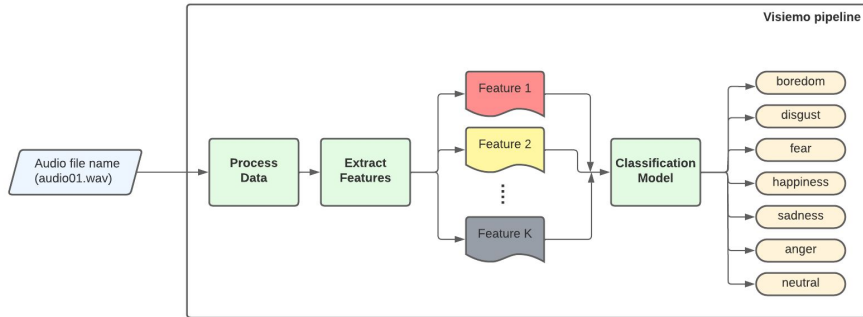 Visiemo pipeline
Audio file name
(audio01.wav)
Process
Data
Extract
Features
Feature 1
Feature 2
Feature K
Classification
Model
boredom
disgust
fear
happiness
sadness
anger
neutral